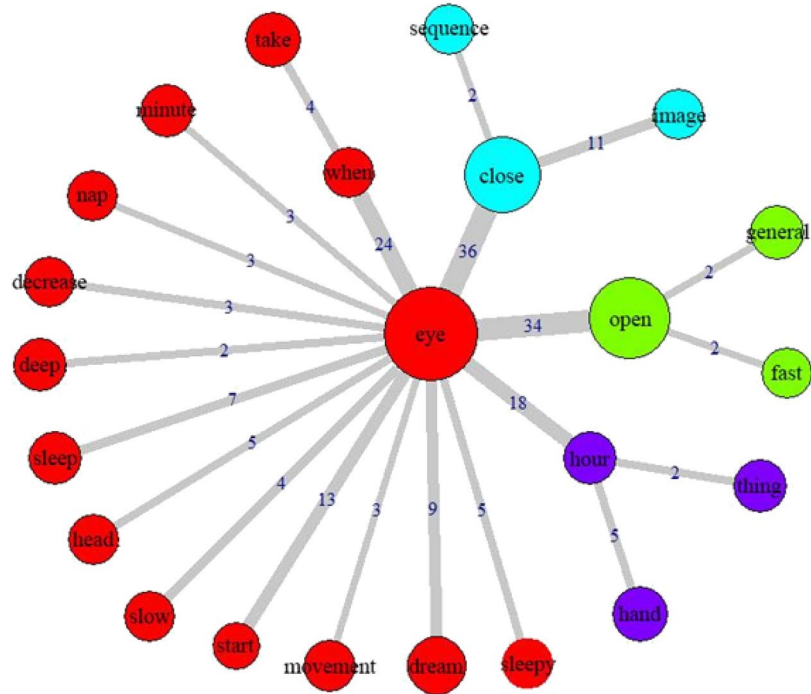 sequence
take
2
image
minute
4
11
when
close
nap
3
general
24
36
3
2
decrease
3
open
34
eye
2
deep
2
fast
7
18
sleep
5
hour
2
thing
4
13
3
9
5
5
head
slow
hand
start
movement
dream
sleepy